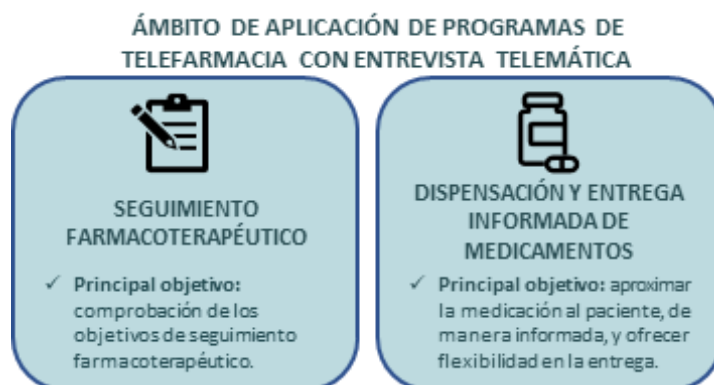 ÁMBITO DE APLICACIÓN DE PROGRAMAS DE
TELEFARMACIA CON ENTREVISTA TELEMÁTICA
SEGUIMIENTO
FARMACOTERAPÉUTICO
✓ Principal objetivo:
comprobación de los
objetivos de seguimiento
farmacoterapéutico.
DISPENSACIÓN Y ENTREGA
INFORMADA DE
MEDICAMENTOS
✓ Principal objetivo: aproximar
la medicación al paciente, de
manera informada, y ofrecer
flexibilidad en la entrega.